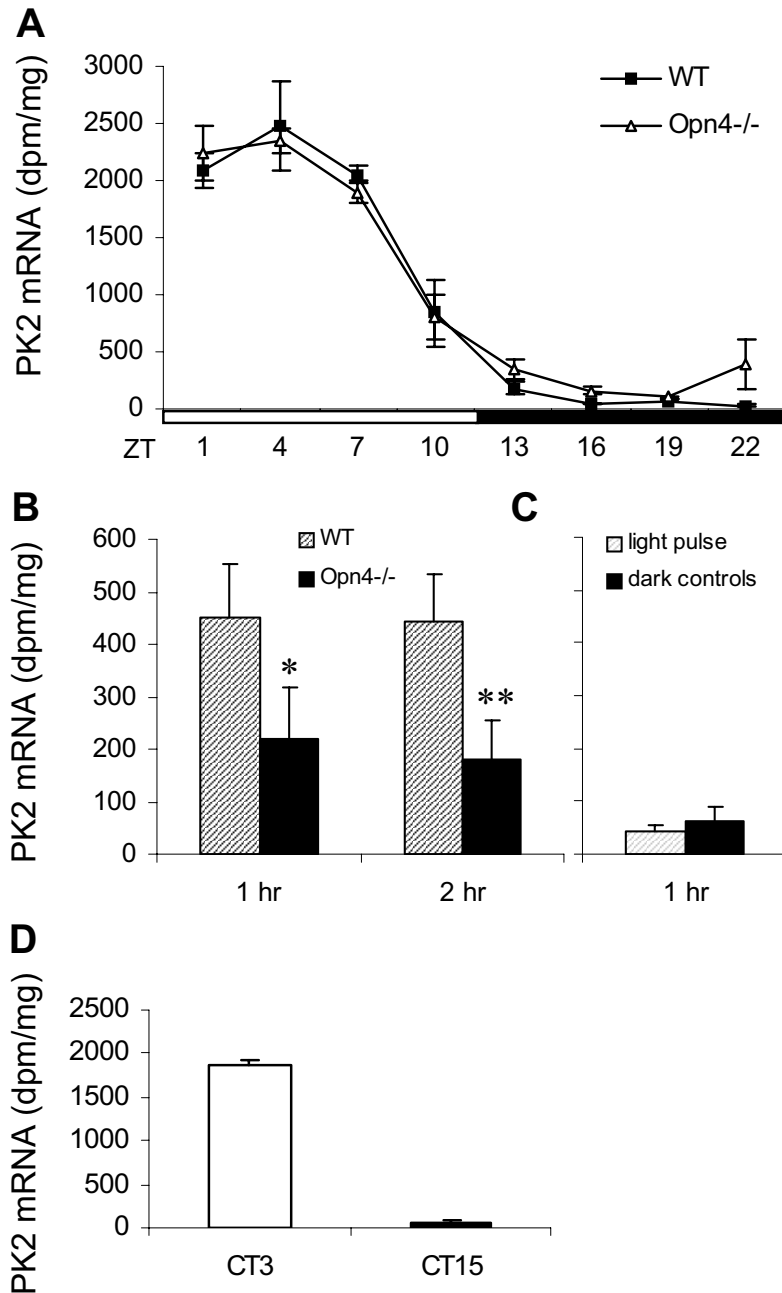 A
PK2 mRNA (dpm/mg)
3000
2500
2000
1500
1000
500
0
WT
Opn4-/-
ZT 1 4 7 10 13 16 19 22
B
PK2 mRNA (dpm/mg)
600
500
400
300
200
100
0
WT
Opn4-/-
*
**
1 hr 2 hr
C
light pulse
dark controls
1 hr
D
PK2 mRNA (dpm/mg)
2500
2000
1500
1000
500
0
CT3 CT15